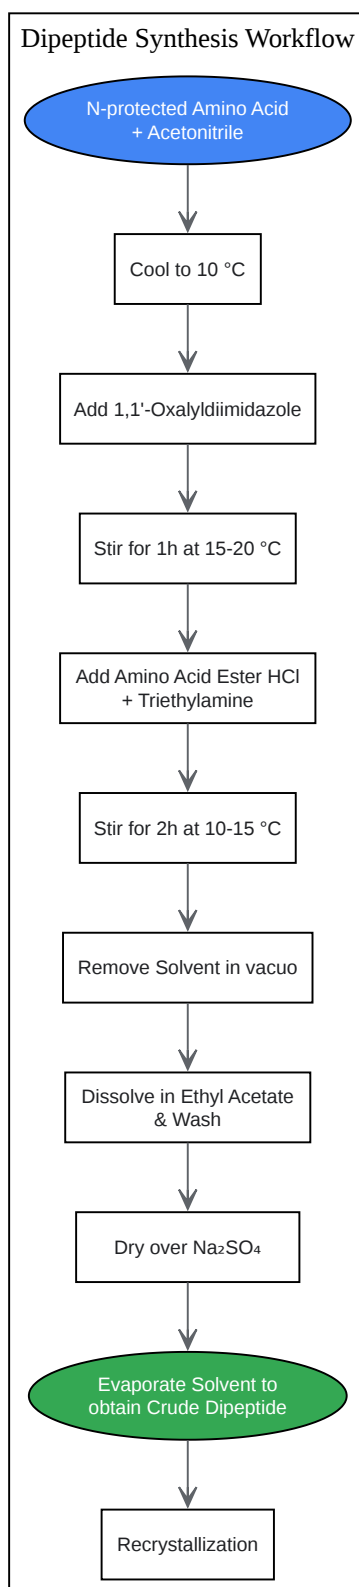 Dipeptide Synthesis Workflow
N-protected Amino Acid
+ Acetonitrile
Cool to 10 °C
Add 1,1'-Oxalyldiimidazole
Stir for 1h at 15-20 °C
Add Amino Acid Ester HCl
+ Triethylamine
Stir for 2h at 10-15 °C
Remove Solvent in vacuo
Dissolve in Ethyl Acetate
& Wash
Dry over Na₂SO₄
Evaporate Solvent to
obtain Crude Dipeptide
Recrystallization